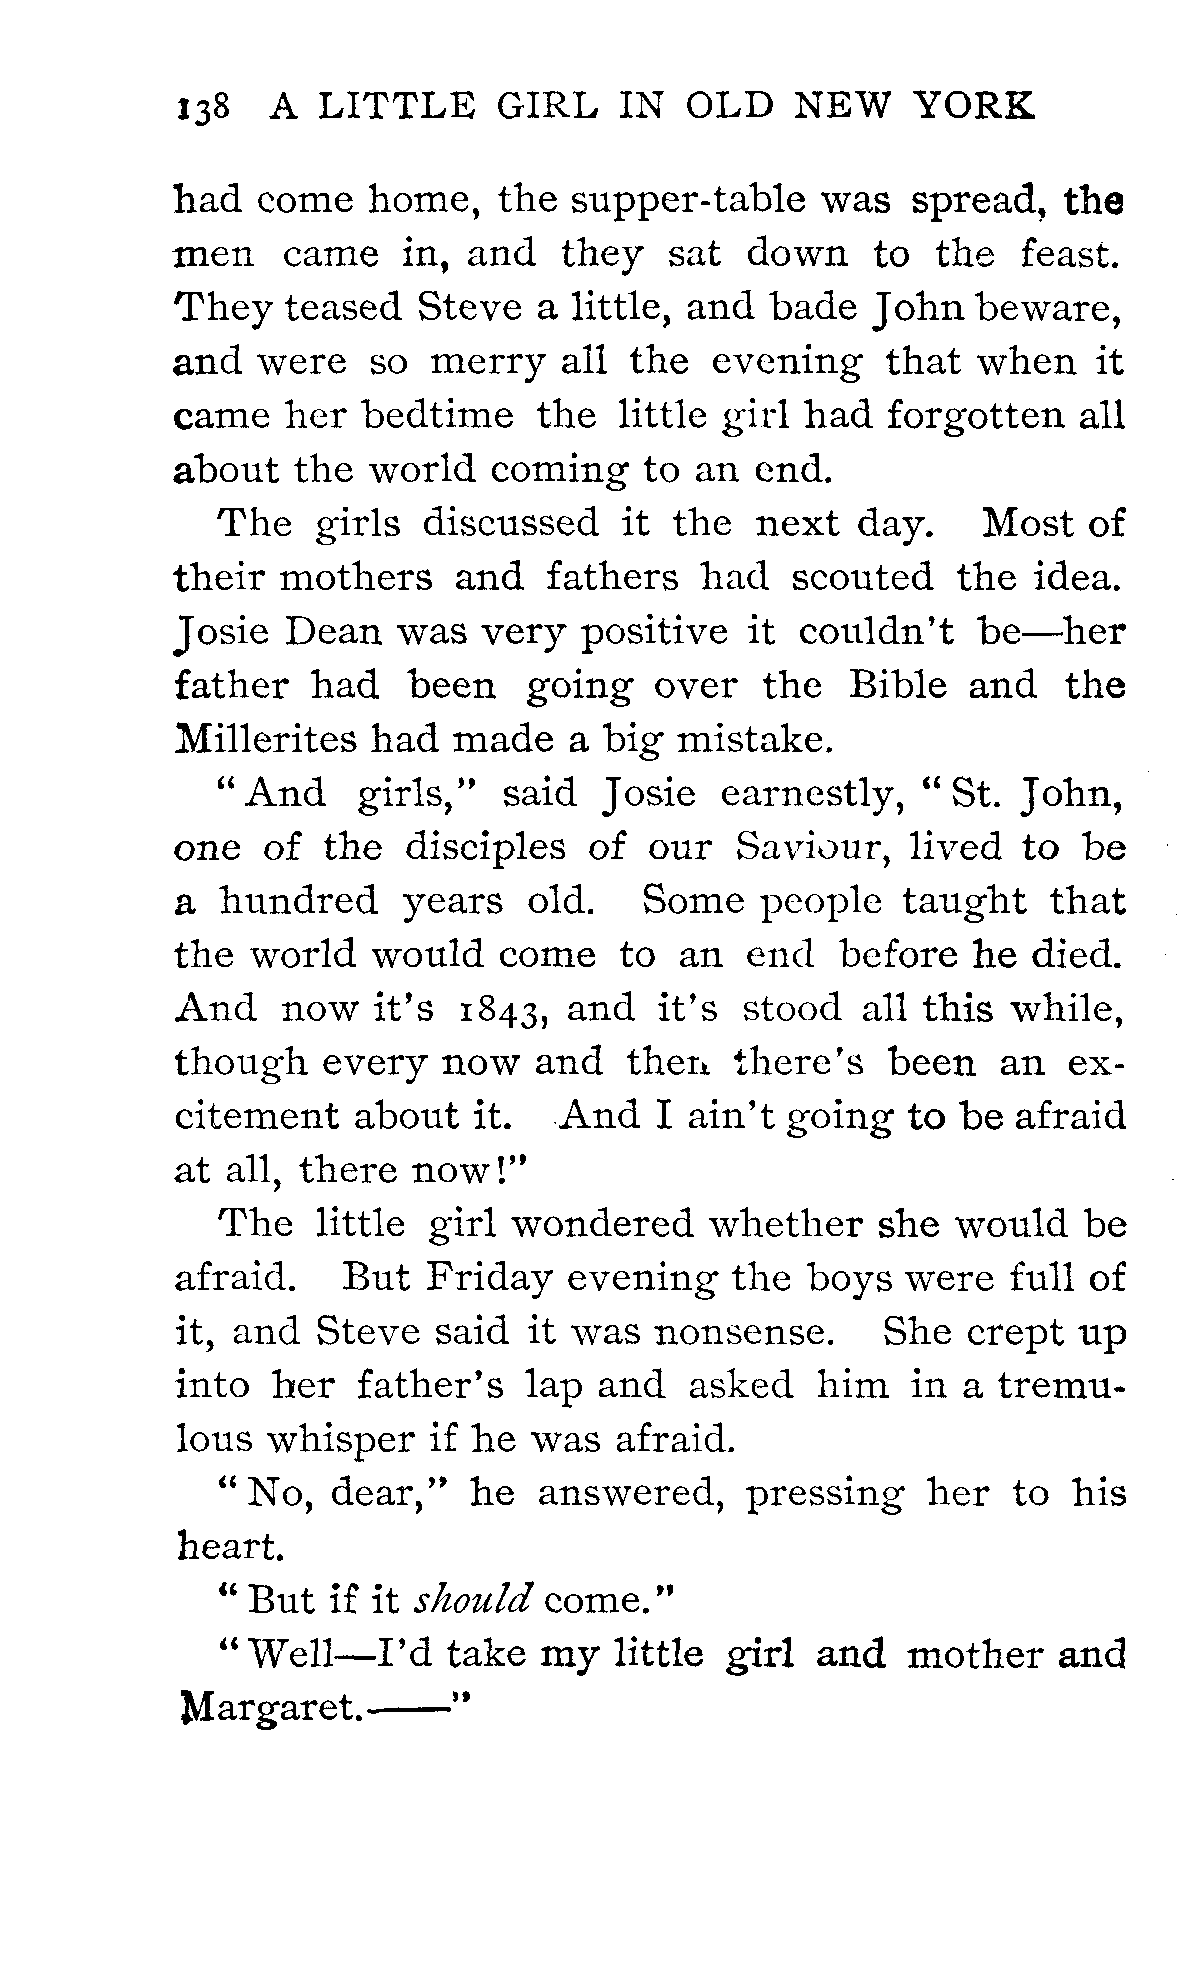 138 A LITTLE GIRL IN OLD NEW YORK
had come home, the supper-table was spread, the
men came in, and they sat down to the feast.
They teased Steve a little, and bade John beware,
and were so merry all the evening that when it
came her bedtime the little girl had forgotten all
about the world coming to an end.
The girls discussed it the next day. Most of
their mothers and fathers had scouted the idea.
Josie Dean was very positive it couldn't be—her
father had been going over the Bible and the
Millerites had made a big mistake.
"And girls," said Josie earnestly, "St. John,
one of the disciples of our Saviour, lived to be
a hundred years old. Some people taught that
the world would come to an end before he died.
And now it's 1843, and it's stood all this while,
though every now and then there's been an ex-
citement about it. And I ain't going to be afraid
at all, there now!"
The little girl wondered whether she would be
afraid. But Friday evening the boys were full of
it, and Steve said it was nonsense. She crept up
into her father's lap and asked him in a tremu-
lous whisper if he was afraid.
"No, dear," he answered, pressing her to his
heart.
"But if it should come."
"Well—I'd take my little girl and mother and
Margaret.——"